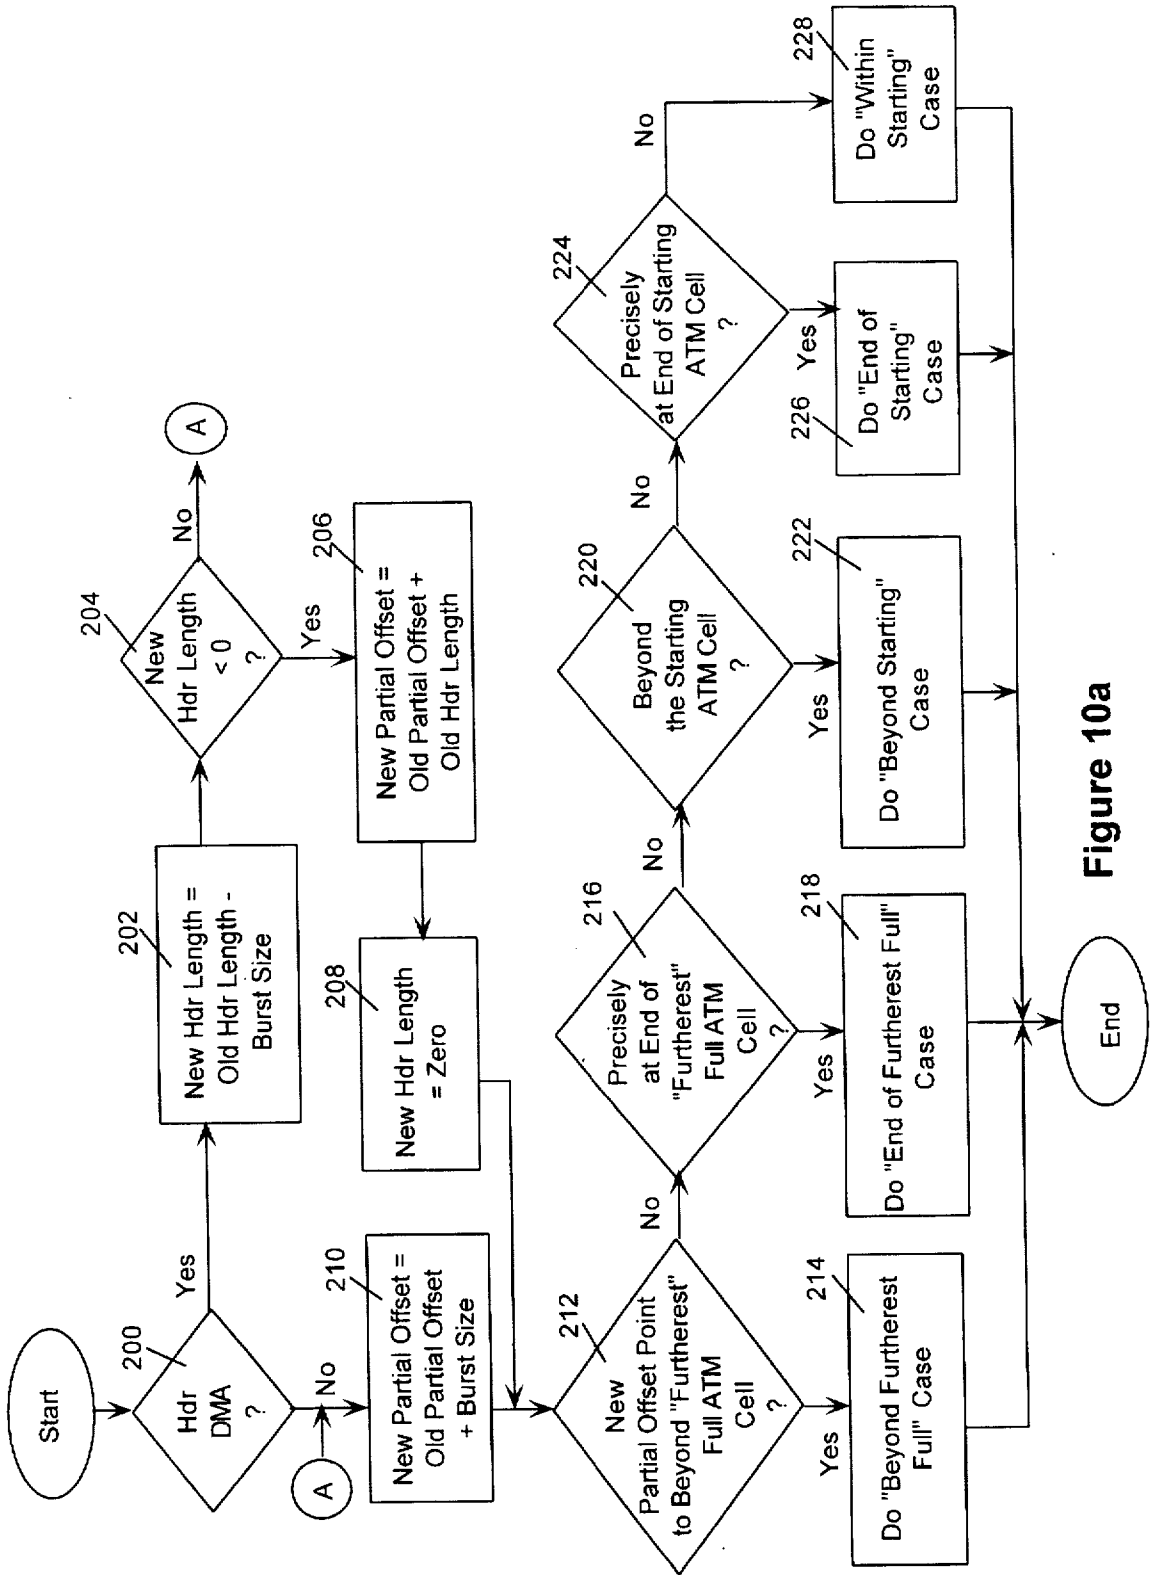 Start
200
Hdr
DMA
?
Yes
No
A
202
New Hdr Length =
Old Hdr Length -
Burst Size
204
New
Hdr Length
< 0
?
No
A
Yes
206
New Partial Offset =
Old Partial Offset +
Old Hdr Length
208
New Hdr Length
= Zero
210
New Partial Offset =
Old Partial Offset
+ Burst Size
212
New
Partial Offset Point
to Beyond "Furtherest"
Full ATM
Cell
?
No
Yes
214
Do "Beyond Furtherest
Full" Case
216
Precisely
at End of
"Furtherest"
Full ATM
Cell
?
No
Yes
218
Do "End of Furtherest Full"
Case
220
Beyond
the Starting
ATM Cell
?
No
Yes
222
Do "Beyond Starting"
Case
224
Precisely
at End of Starting
ATM Cell
?
No
Yes
226
Do "End of
Starting"
Case
228
Do "Within
Starting"
Case
End
Figure 10a